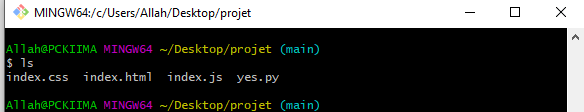 MINGW64:/c/Users/Allah/Desktop/projet
Allah@PCKIIMA MINGW64 ~/Desktop/projet (main)
$ ls
index.css  index.html  index.js  yes.py
Allah@PCKIIMA MINGW64 ~/Desktop/projet (main)